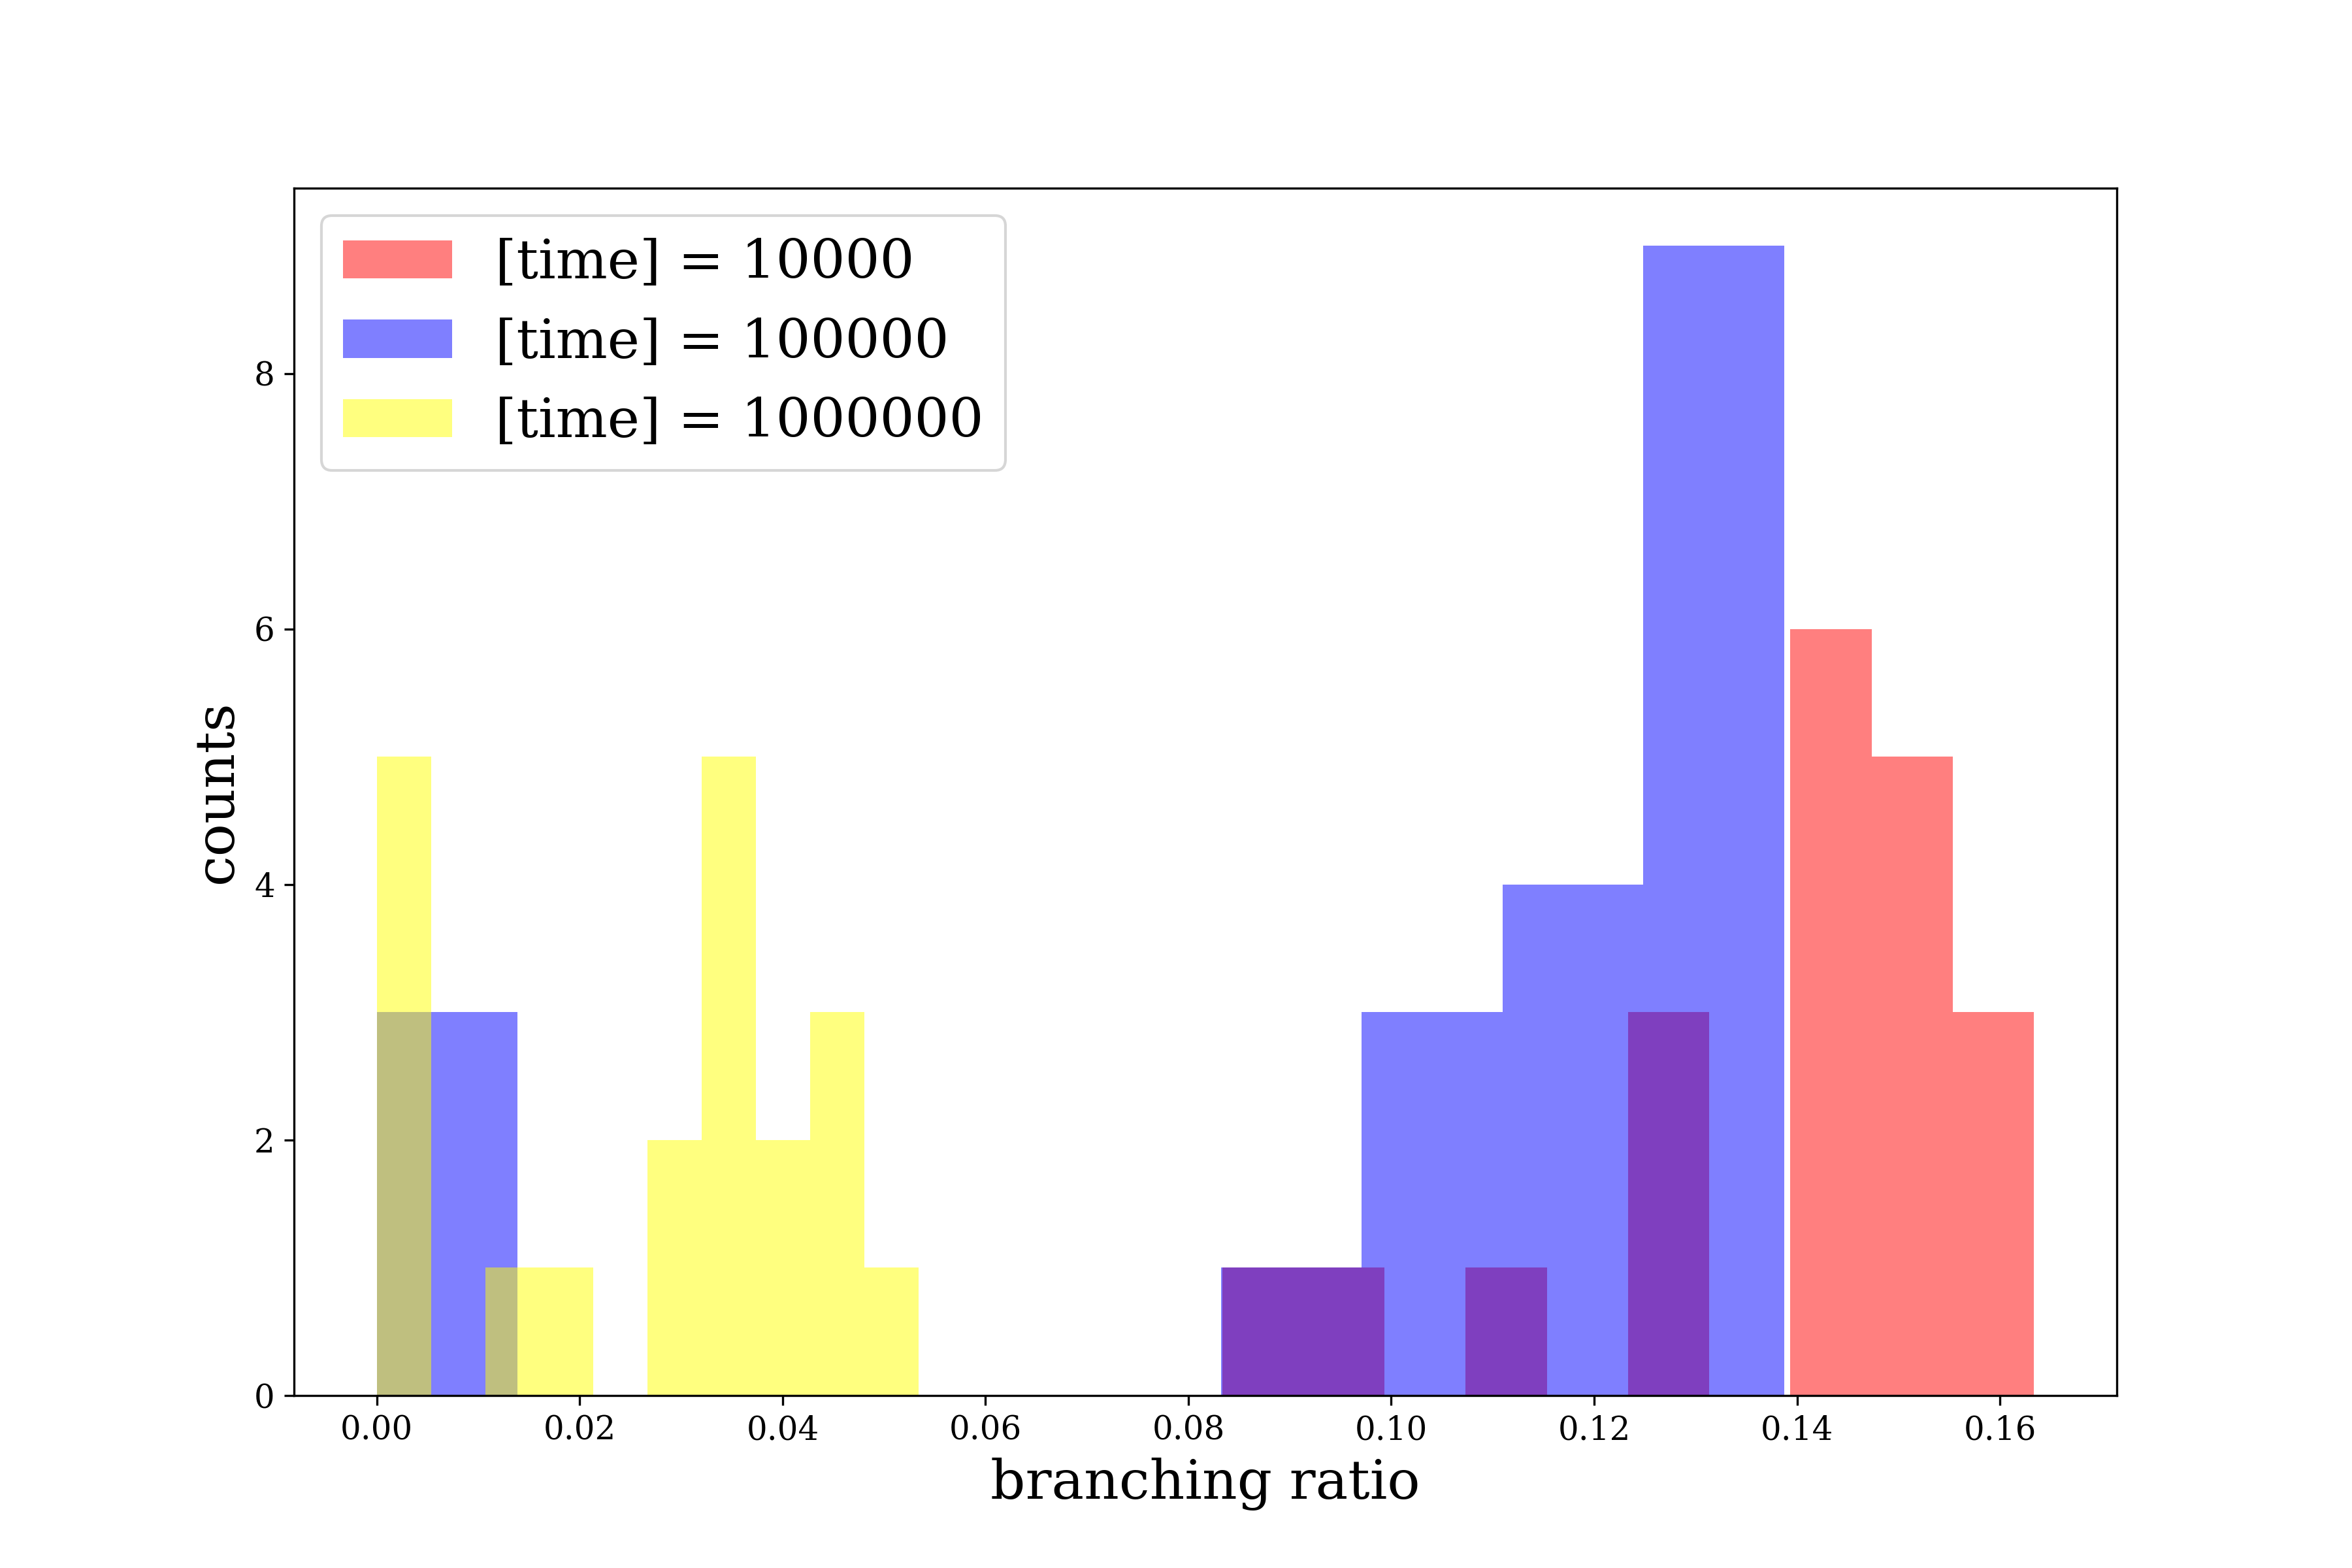 [time] = 10000
[time] = 100000
[time] = 1000000
counts
8
6
4
2
0
0.00 0.02 0.04 0.06 0.08 0.10 0.12 0.14 0.16
branching ratio